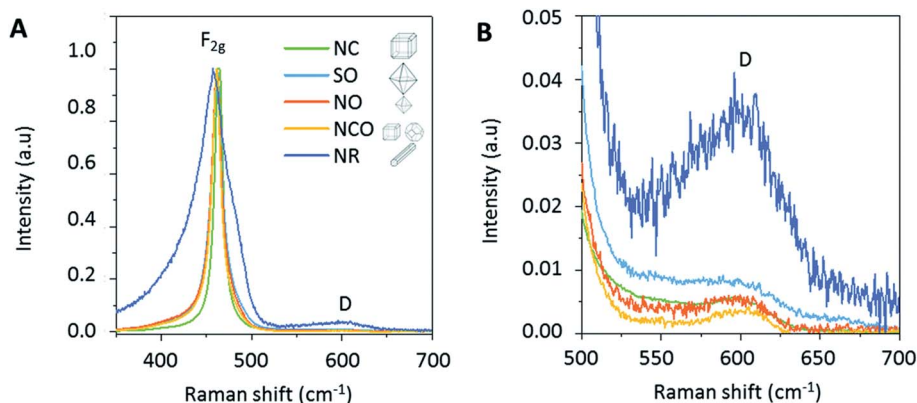 A
F2g
NC
SO
NO
NCO
NR
D
1.0
0.8
0.6
0.4
0.2
0.0
400
500
600
700
Intensity (a.u)
Raman shift (cm-1)
B
D
0.05
0.04
0.03
0.02
0.01
0.00
500
550
600
650
700
Intensity (a.u)
Raman shift (cm-1)